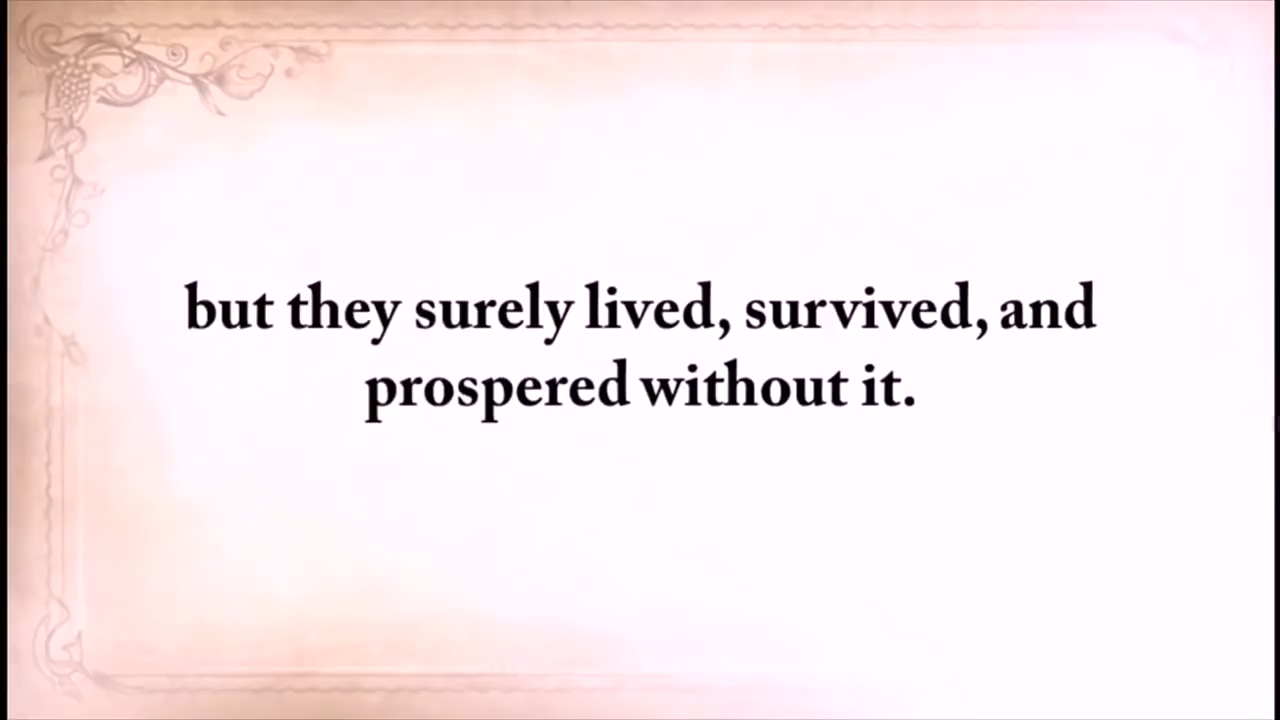 but they surely lived, survived, and
prospered without it.